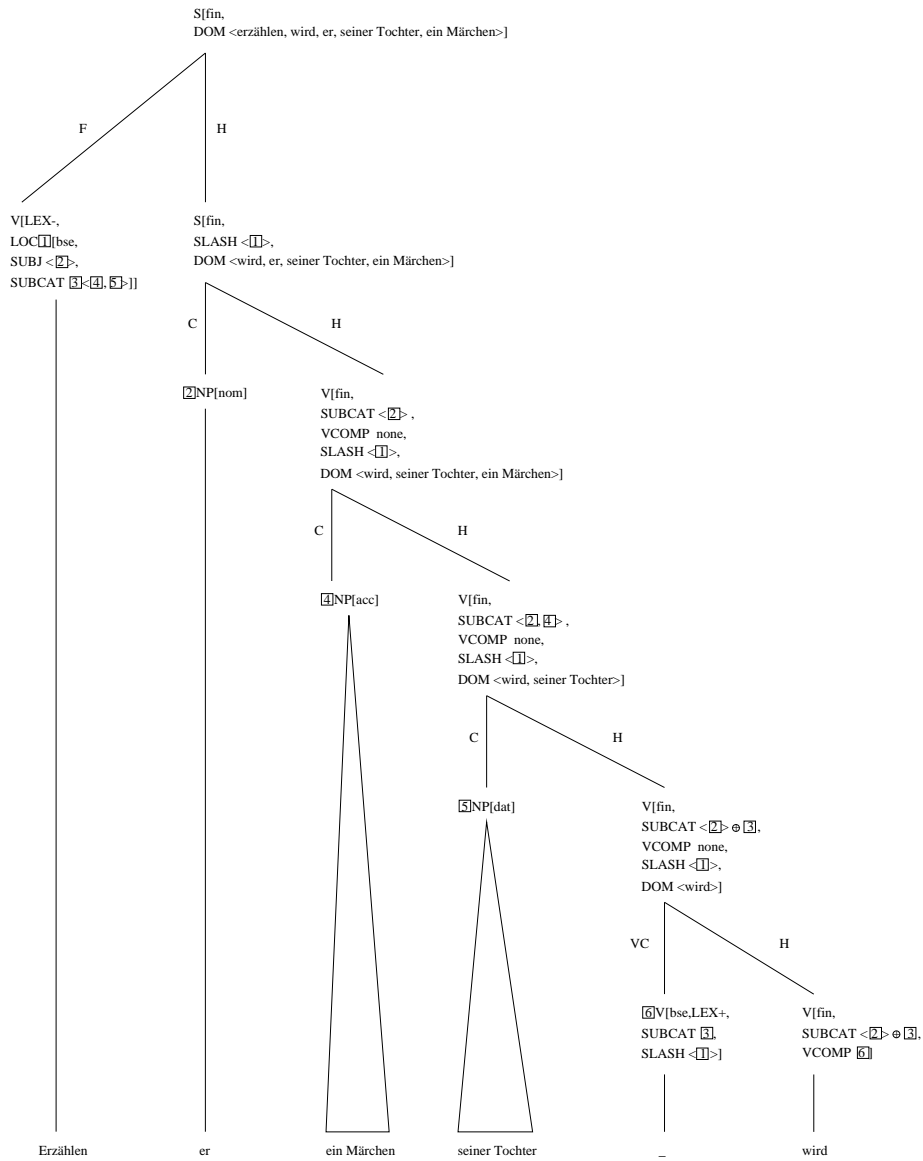 S[fin,
DOM <erzählen, wird, er, seiner Tochter, ein Märchen>]
F
H
V[LEX-,
LOC[1][bse,
SUBJ <[2]>,
SUBCAT [3]<[4], [5]>]]
S[fin,
SLASH <[1]>,
DOM <wird, er, seiner Tochter, ein Märchen>]
C
H
[2]NP[nom]
V[fin,
SUBCAT <[2]> ,
VCOMP none,
SLASH <[1]>,
DOM <wird, seiner Tochter, ein Märchen>]
C
H
[4]NP[acc]
V[fin,
SUBCAT <[2], [4]> ,
VCOMP none,
SLASH <[1]>,
DOM <wird, seiner Tochter>]
C
H
[5]NP[dat]
V[fin,
SUBCAT <[2]> ⊕ [3],
VCOMP none,
SLASH <[1]>,
DOM <wird>]
VC
H
[6]V[bse,LEX+,
SUBCAT [3],
SLASH <[1]>]
V[fin,
SUBCAT <[2]> ⊕ [3],
VCOMP [6]]
Erzählen er ein Märchen seiner Tochter _ wird